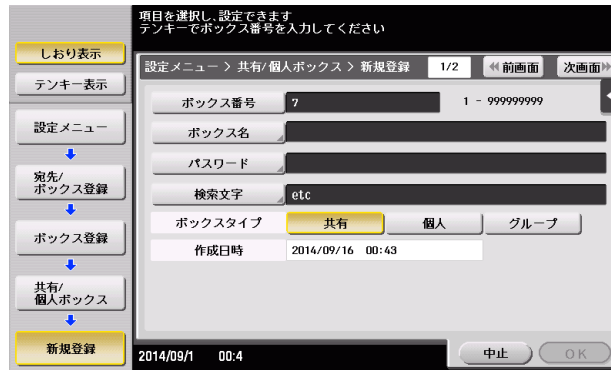 項目を選択し、設定できます
テンキーでボックス番号を入力してください
しおり表示
テンキー表示
設定メニュー
宛先/
ボックス登録
ボックス登録
共有/
個人ボックス
新規登録
設定メニュー > 共有/個人ボックス > 新規登録 1/2 前画面 次画面
ボックス番号 7 1 - 999999999
ボックス名
パスワード
検索文字 etc
ボックスタイプ 共有 個人 グループ
作成日時 2014/09/16 00:43
2014/09/1 00:4 中止 OK